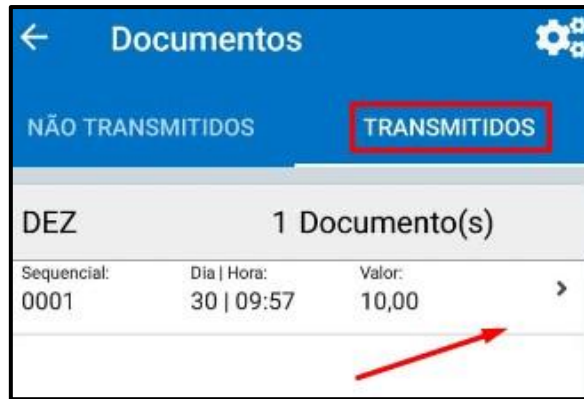 Documentos
NÃO TRANSMITIDOS TRANSMITIDOS
DEZ 1 Documento(s)
Sequencial: Dia | Hora: Valor:
0001 30 | 09:57 10,00